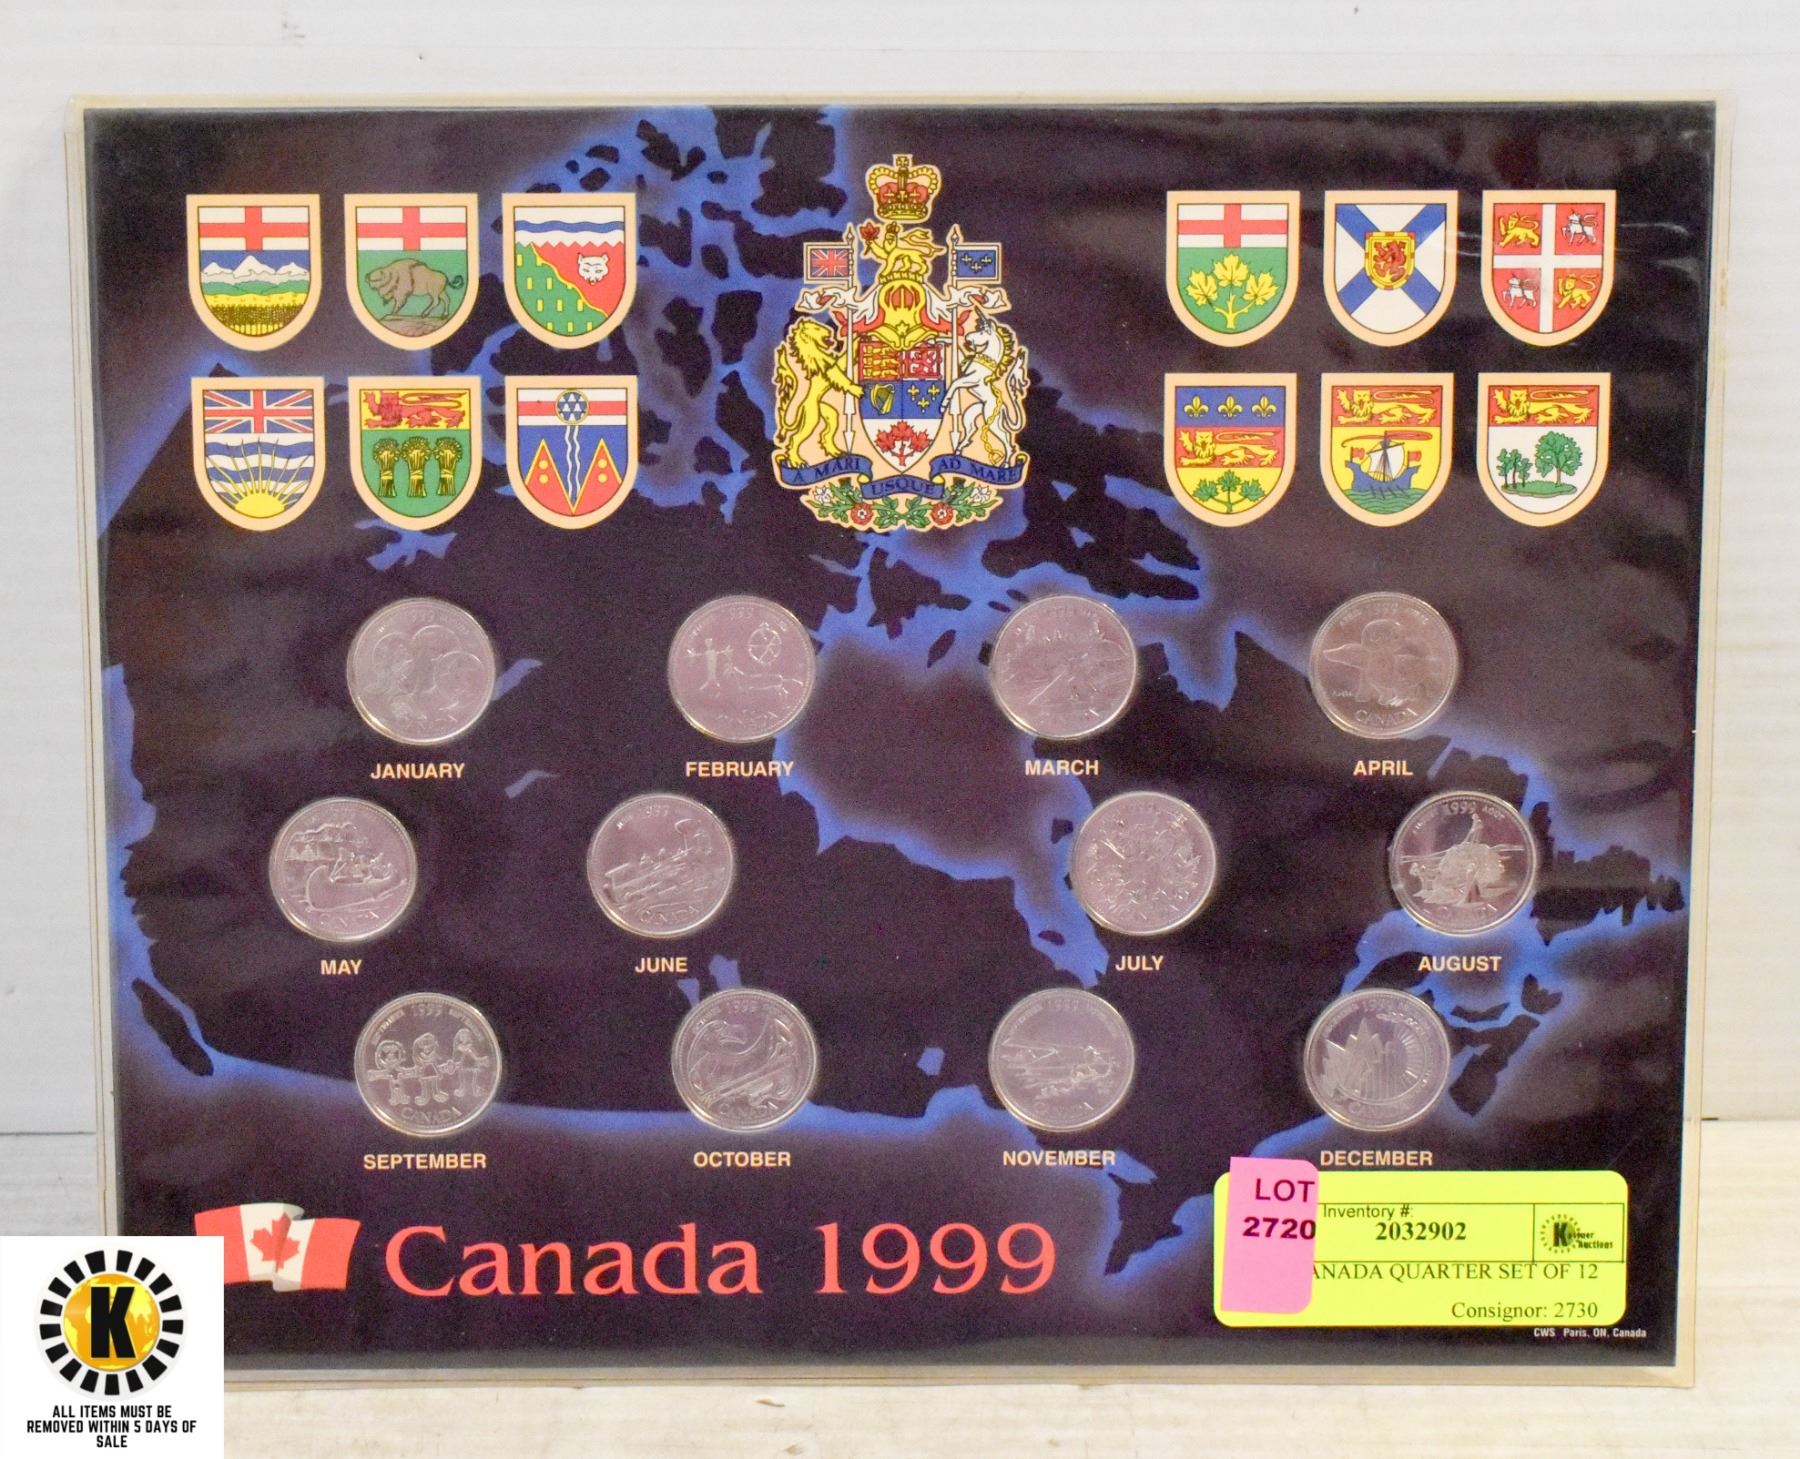 A MARI USQUE AD MARE
JANUARY
FEBRUARY
MARCH
APRIL
MAY
JUNE
JULY
AUGUST
SEPTEMBER
OCTOBER
NOVEMBER
DECEMBER
Canada 1999
LOT
2720
Inventory #:
2032902
ANADA QUARTER SET OF 12
Consignor: 2730
CWS Paris, ON, Canada
K
ALL ITEMS MUST BE
REMOVED WITHIN 5 DAYS OF
SALE